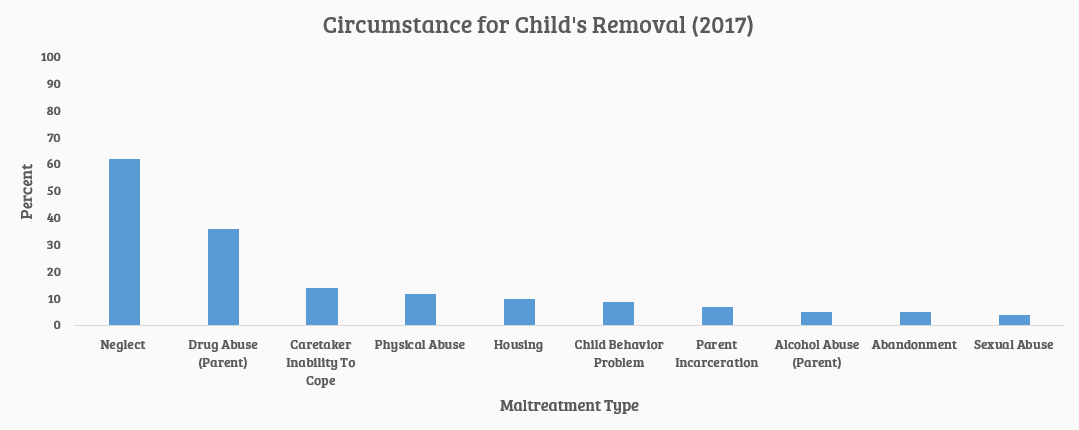 Circumstance for Child's Removal (2017)
100
90
80
70
60
50
40
30
20
10
0
Percent
Neglect
Drug Abuse
(Parent)
Caretaker
Inability To
Cope
Physical Abuse
Housing
Child Behavior
Problem
Parent
Incarceration
Alcohol Abuse
(Parent)
Abandonment
Sexual Abuse
Maltreatment Type